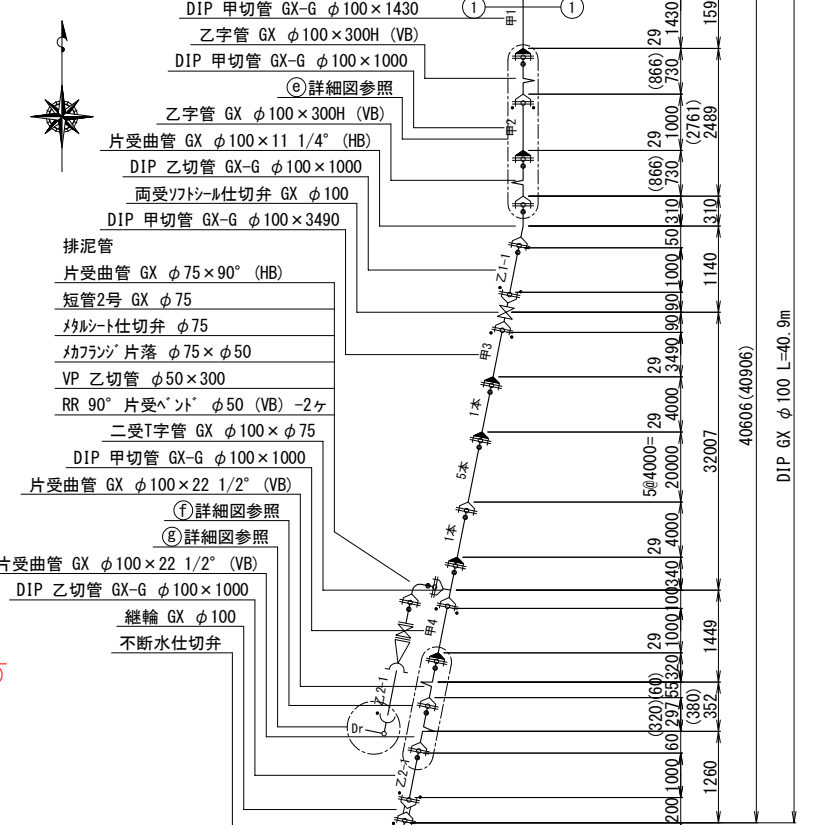 DIP 甲切管 GX-G φ100×1430
乙字管 GX φ100×300H (VB)
DIP 甲切管 GX-G φ100×1000
ⓔ詳細図参照
乙字管 GX φ100×300H (VB)
片受曲管 GX φ100×11 1/4° (HB)
DIP 乙切管 GX-G φ100×1000
両受ソフトシール仕切弁 GX φ100
DIP 甲切管 GX-G φ100×3490
排泥管
片受曲管 GX φ75×90° (HB)
短管2号 GX φ75
メタルシート仕切弁 φ75
メカフランジ片落 φ75×φ50
VP 乙切管 φ50×300
RR 90° 片受ベンド φ50 (VB) -2ヶ
二受T字管 GX φ100×φ75
DIP 甲切管 GX-G φ100×1000
片受曲管 GX φ100×22 1/2° (VB)
ⓕ詳細図参照
ⓖ詳細図参照
片受曲管 GX φ100×22 1/2° (VB)
DIP 乙切管 GX-G φ100×1000
継輪 GX φ100
不断水仕切弁
① ①
甲1
甲2
乙1-1
甲3
1本
5本
1本
甲4
乙2-1
Dr
乙2-1
1430
29
(866)
730
1000
29
(866)
730
310
50
1000
90
90
3490
29
4000
29
5@4000=
20000
4000
29
340
100
1000
29
320
(60)
55
(320)
297
60
1000
200
159
(2761)
2489
310
1140
32007
1449
(380)
352
1260
40606(40906)
DIP GX φ100 L=40.9m